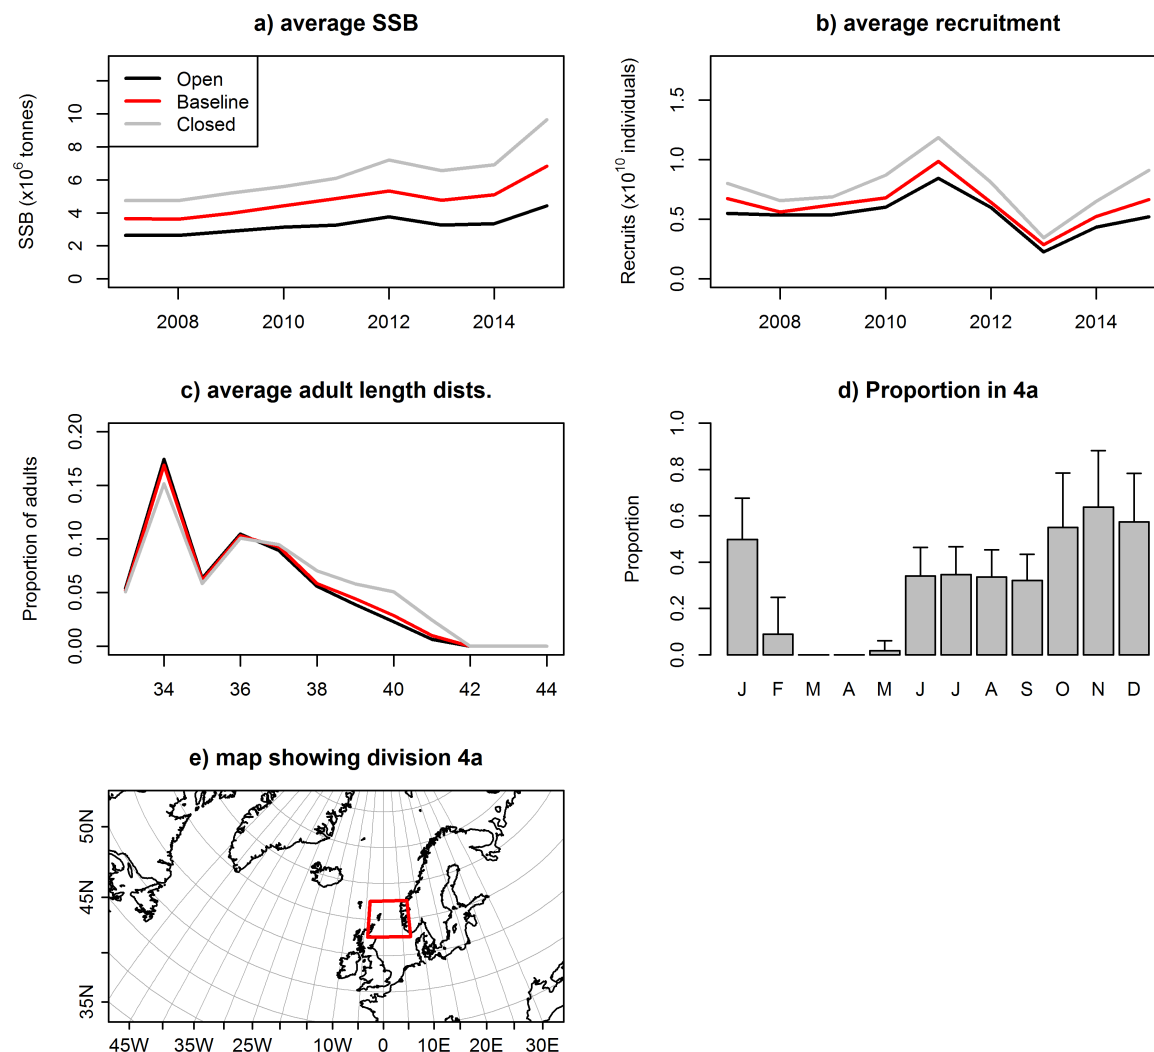 a) average SSB
SSB (x10⁶ tonnes)
0 2 4 6 8 10
Open
Baseline
Closed
2008 2010 2012 2014
b) average recruitment
Recruits (x10¹⁰ individuals)
0.0 0.5 1.0 1.5
2008 2010 2012 2014
c) average adult length dists.
Proportion of adults
0.00 0.05 0.10 0.15 0.20
34 36 38 40 42 44
d) Proportion in 4a
Proportion
0.0 0.2 0.4 0.6 0.8 1.0
J F M A M J J A S O N D
e) map showing division 4a
35N 45N 50N
45W 35W 25W 10W 0 10E 20E 30E